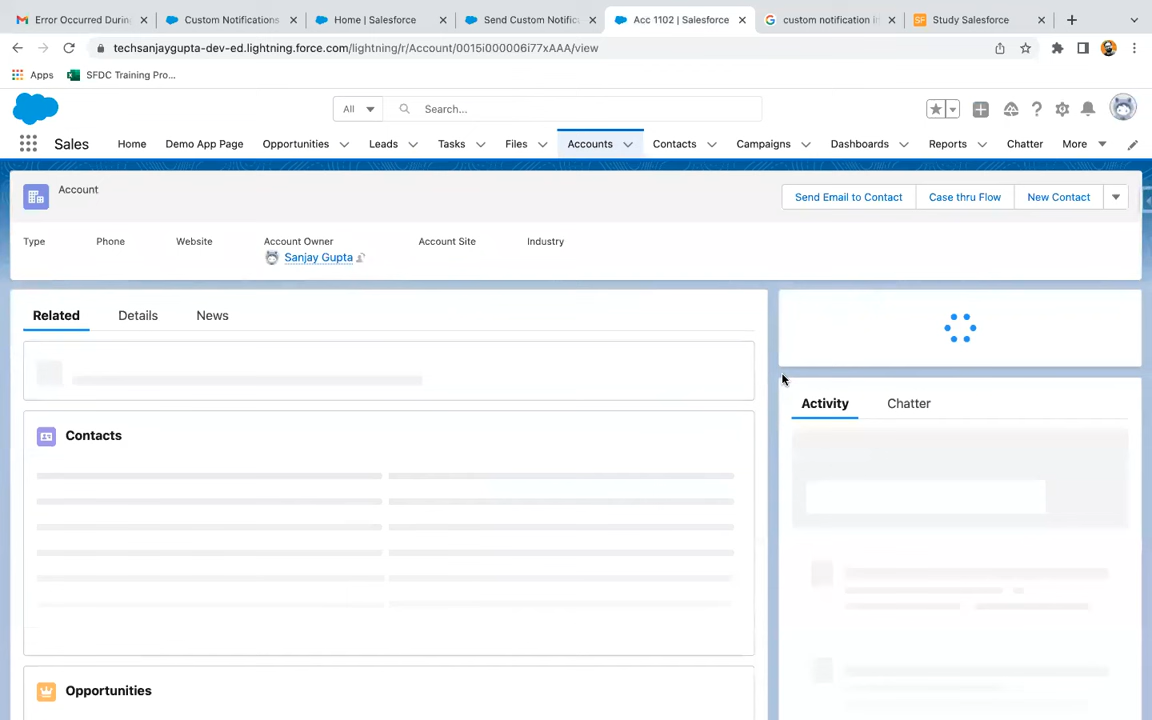 Error Occurred Durin
Custom Notifications
Home | Salesforce
Send Custom Notific
Acc 1102 | Salesforce
custom notification i
Study Salesforce
techsanjaygupta-dev-ed.lightning.force.com/lightning/r/Account/0015i000006i77xAAA/view
Apps
SFDC Training Pro...
All
Search...
Sales
Home
Demo App Page
Opportunities
Leads
Tasks
Files
Accounts
Contacts
Campaigns
Dashboards
Reports
Chatter
More
Account
Send Email to Contact
Case thru Flow
New Contact
Type
Phone
Website
Account Owner
Account Site
Industry
Sanjay Gupta
Related
Details
News
Activity
Chatter
Contacts
Opportunities